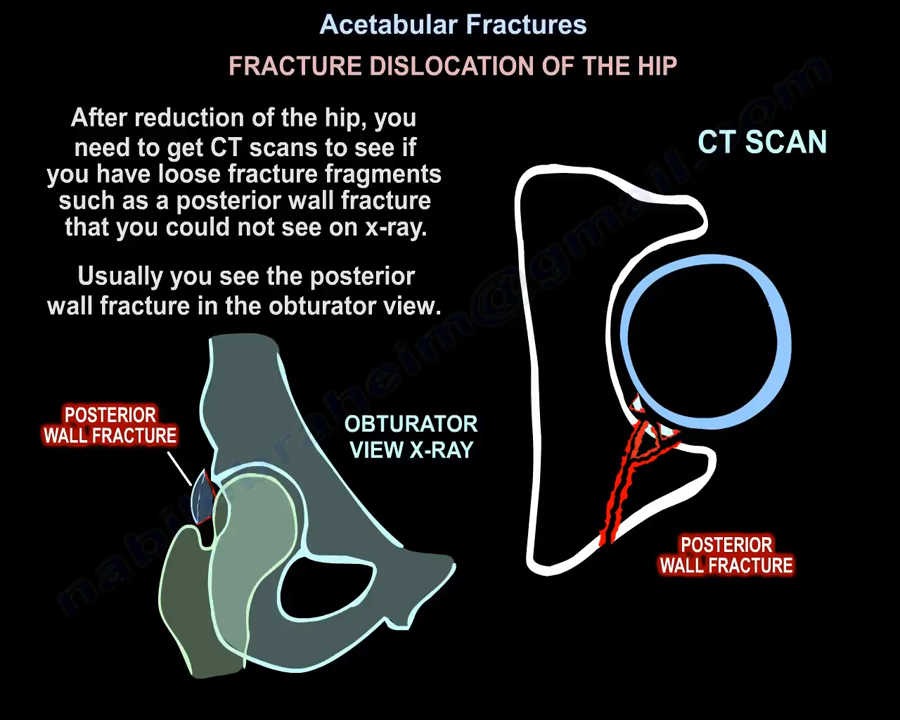 Acetabular Fractures
FRACTURE DISLOCATION OF THE HIP
After reduction of the hip, you
need to get CT scans to see if
you have loose fracture fragments
such as a posterior wall fracture
that you could not see on x-ray.
Usually you see the posterior
wall fracture in the obturator view.
CT SCAN
POSTERIOR
WALL FRACTURE
OBTURATOR
VIEW X-RAY
POSTERIOR
WALL FRACTURE